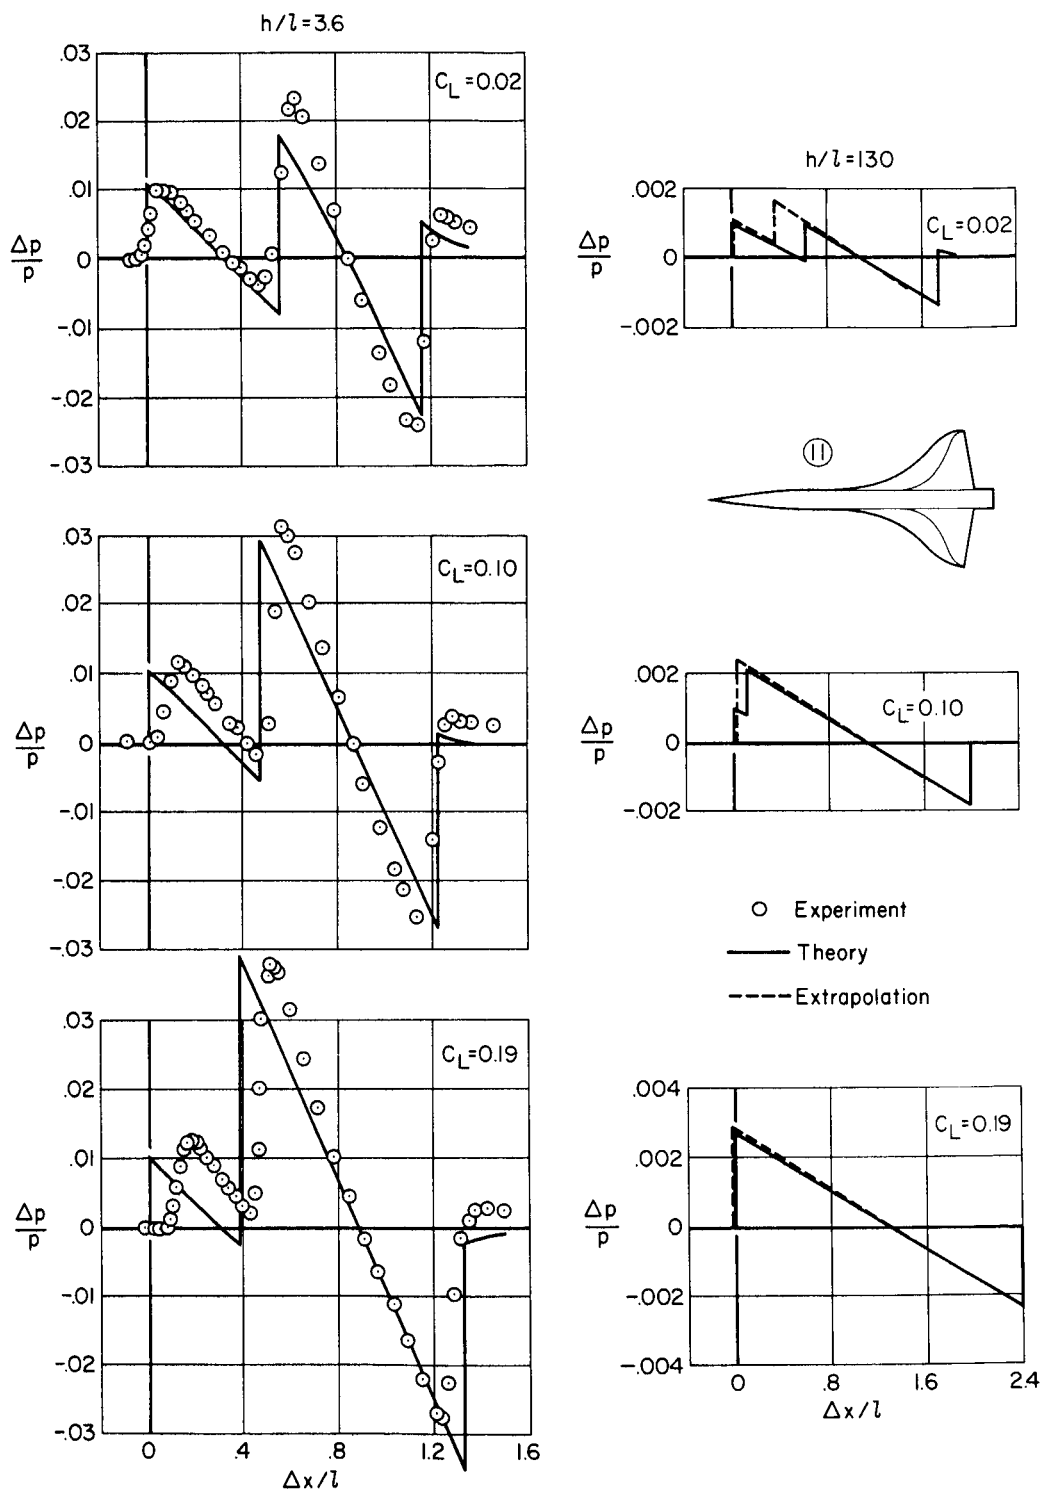 h/l=3.6
.03
.02
.01
0
-.01
-.02
-.03
Δp/p
C_L=0.02
.03
.02
.01
0
-.01
-.02
-.03
Δp/p
C_L=0.10
.03
.02
.01
0
-.01
-.02
-.03
Δp/p
C_L=0.19
0 .4 .8 1.2 1.6
Δx/l
h/l=130
.002
0
-.002
Δp/p
C_L=0.02
11
.002
0
-.002
Δp/p
C_L=0.10
Experiment
Theory
Extrapolation
.004
.002
0
-.002
-.004
Δp/p
C_L=0.19
0 .8 1.6 2.4
Δx/l